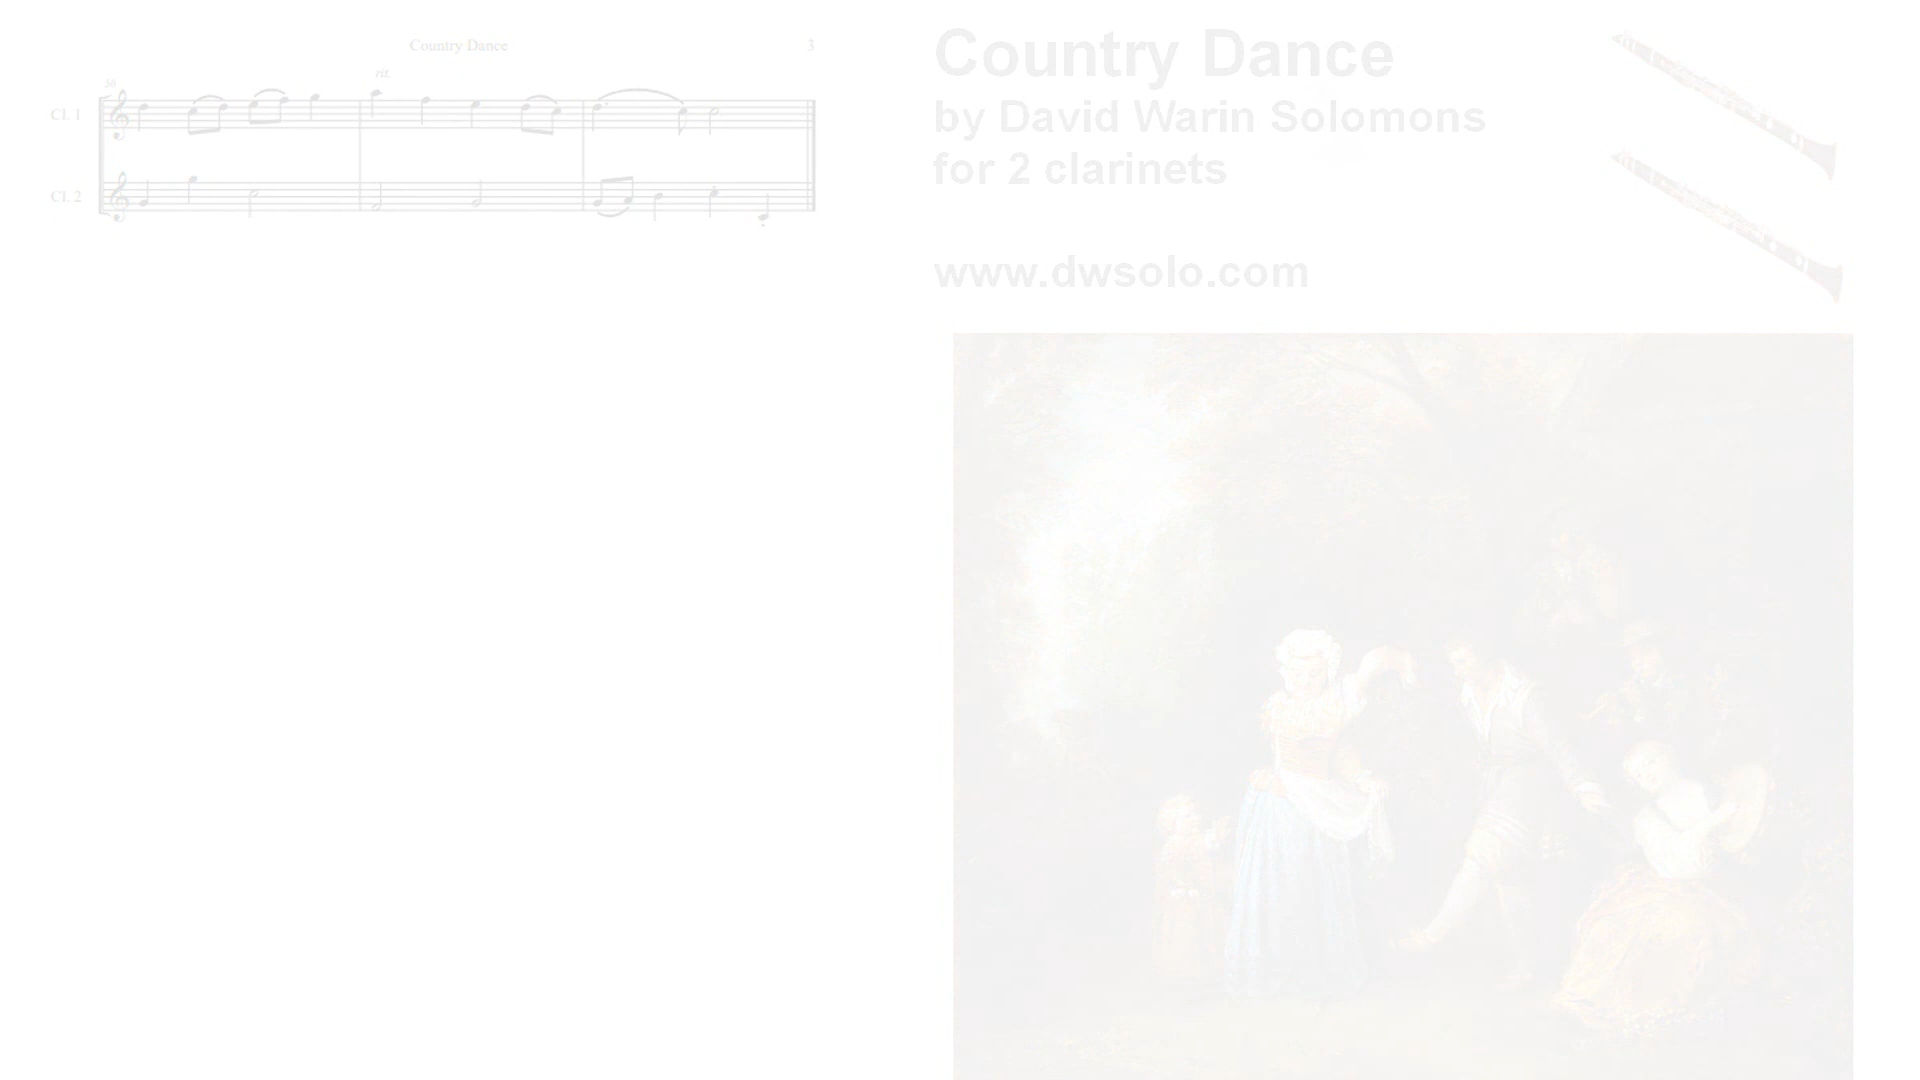 Country Dance 3
38
rit.
Cl. 1
Cl. 2
Country Dance
by David Warin Solomons
for 2 clarinets
www.dwsolo.com